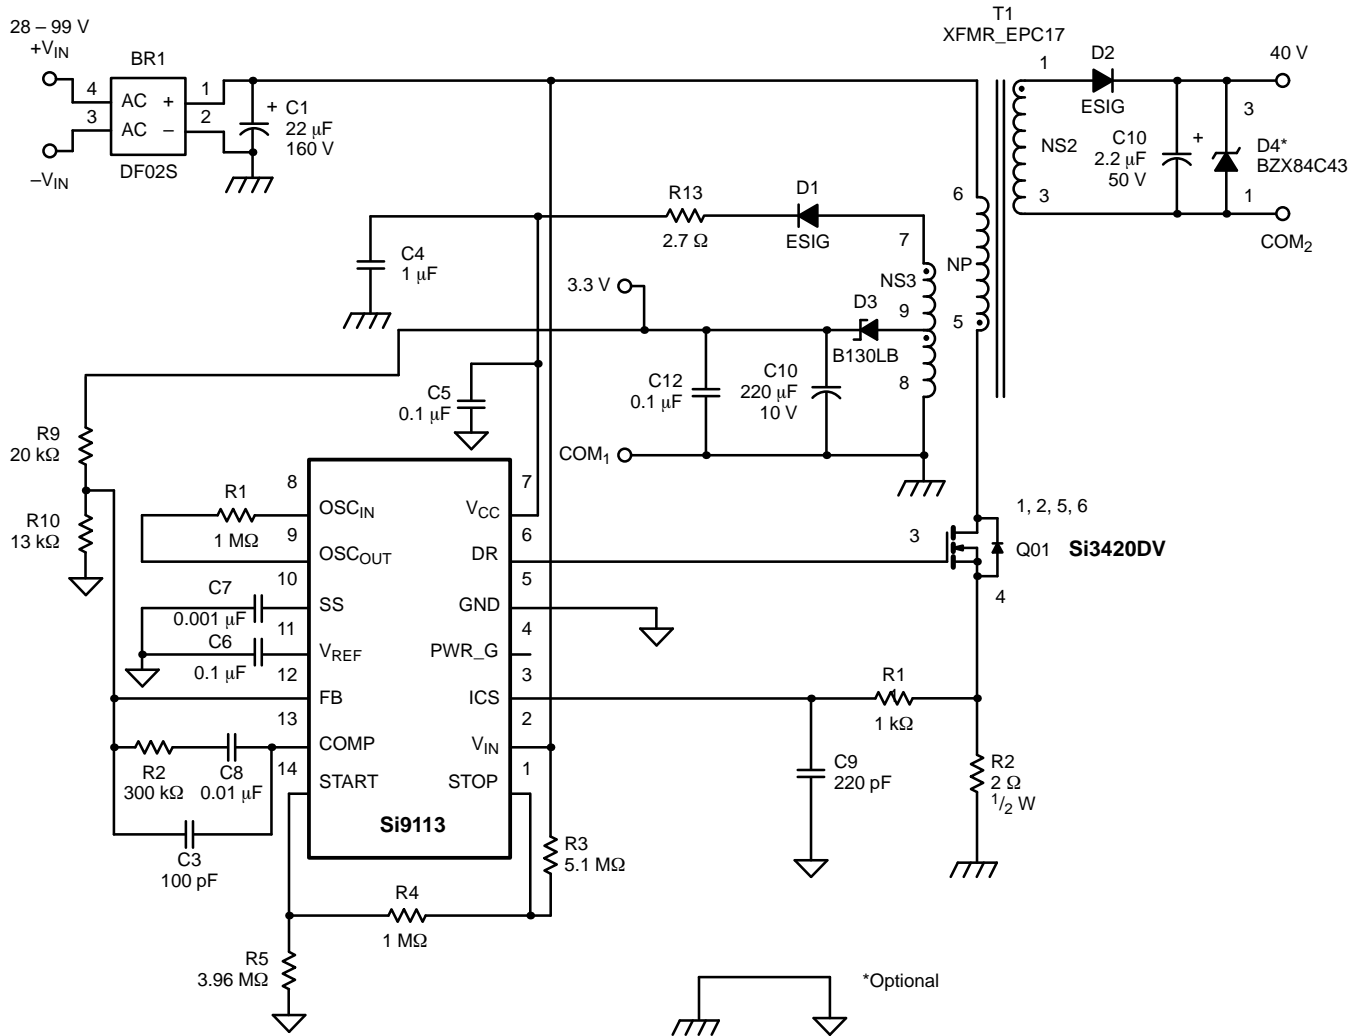 T1
XFMR_EPC17
28 – 99 V
+V_IN
BR1
4
AC +
1
3
AC –
2
–V_IN
DF02S
+ C1
22 μF
160 V
1
D2
ESIG
40 V
NS2
C10
2.2 μF
50 V
+
3
D4*
BZX84C43
3
1
COM₂
R13
2.7 Ω
D1
ESIG
6
NP
5
7
NS3
9
8
C4
1 μF
3.3 V
D3
B130LB
C12
0.1 μF
C10
220 μF
10 V
C5
0.1 μF
COM₁
R9
20 kΩ
R10
13 kΩ
8
OSC_IN
V_CC
7
R1
1 MΩ
9
OSC_OUT
DR
6
10
SS
GND
5
C7
0.001 μF
11
V_REF
PWR_G
4
C6
0.1 μF
12
FB
ICS
3
13
COMP
V_IN
2
14
START
STOP
1
Si9113
R2
300 kΩ
C8
0.01 μF
C3
100 pF
1, 2, 5, 6
3
Q01 Si3420DV
4
R1
1 kΩ
C9
220 pF
R2
2 Ω
1/2 W
R3
5.1 MΩ
R4
1 MΩ
R5
3.96 MΩ
*Optional